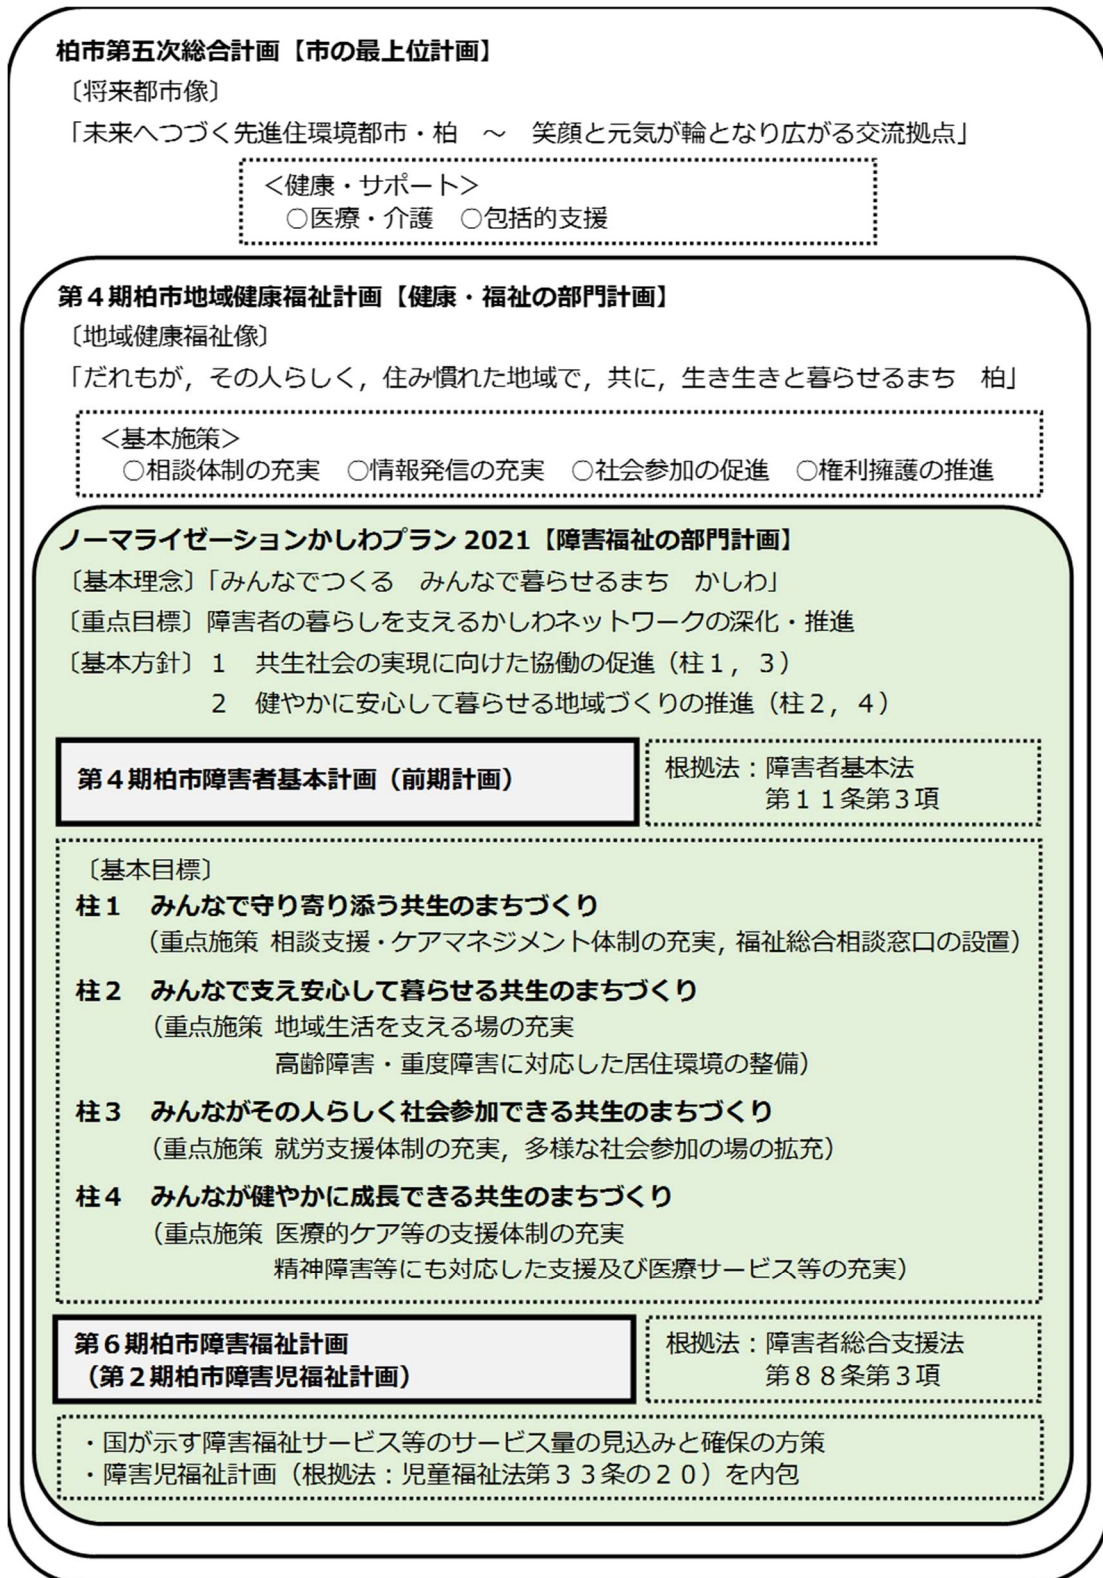 柏市第五次総合計画【市の最上位計画】
〔将来都市像〕
「未来へつづく先進住環境都市・柏　～　笑顔と元気が輪となり広がる交流拠点」
＜健康・サポート＞
○医療・介護　○包括的支援
第４期柏市地域健康福祉計画【健康・福祉の部門計画】
〔地域健康福祉像〕
「だれもが，その人らしく，住み慣れた地域で，共に，生き生きと暮らせるまち　柏」
＜基本施策＞
○相談体制の充実　○情報発信の充実　○社会参加の促進　○権利擁護の推進
ノーマライゼーションかしわプラン 2021【障害福祉の部門計画】
〔基本理念〕「みんなでつくる　みんなで暮らせるまち　かしわ」
〔重点目標〕障害者の暮らしを支えるかしわネットワークの深化・推進
〔基本方針〕１　共生社会の実現に向けた協働の促進（柱１，３）
２　健やかに安心して暮らせる地域づくりの推進（柱２，４）
第４期柏市障害者基本計画（前期計画）
根拠法：障害者基本法
第１１条第３項
〔基本目標〕
柱１　みんなで守り寄り添う共生のまちづくり
（重点施策 相談支援・ケアマネジメント体制の充実，福祉総合相談窓口の設置）
柱２　みんなで支え安心して暮らせる共生のまちづくり
（重点施策 地域生活を支える場の充実
高齢障害・重度障害に対応した居住環境の整備）
柱３　みんながその人らしく社会参加できる共生のまちづくり
（重点施策 就労支援体制の充実，多様な社会参加の場の拡充）
柱４　みんなが健やかに成長できる共生のまちづくり
（重点施策 医療的ケア等の支援体制の充実
精神障害等にも対応した支援及び医療サービス等の充実）
第６期柏市障害福祉計画
（第２期柏市障害児福祉計画）
根拠法：障害者総合支援法
第８８条第３項
・国が示す障害福祉サービス等のサービス量の見込みと確保の方策
・障害児福祉計画（根拠法：児童福祉法第３３条の２０）を内包